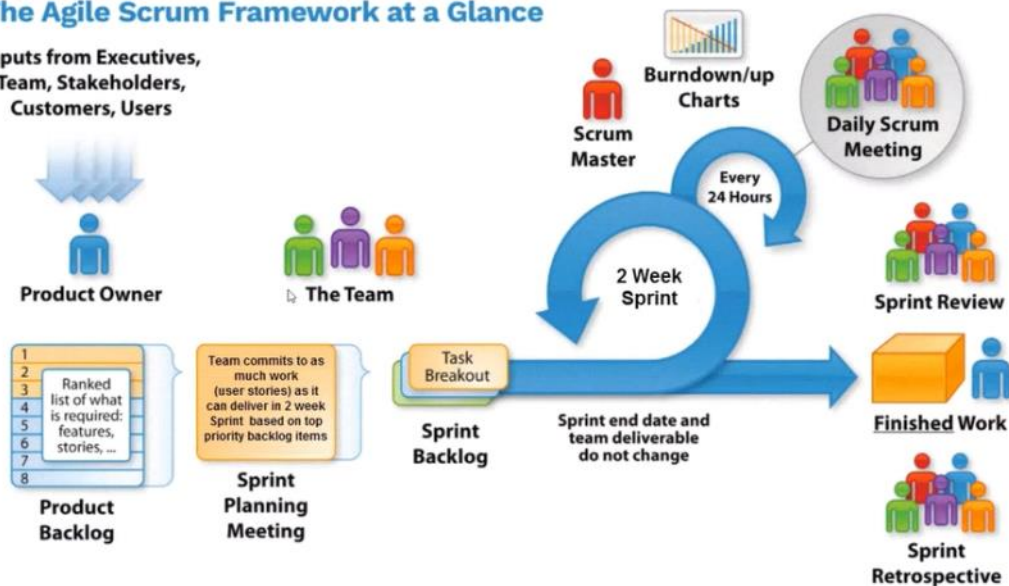 he Agile Scrum Framework at a Glance
puts from Executives,
Team, Stakeholders,
Customers, Users
Product Owner
The Team
Scrum
Master
Burndown/up
Charts
Daily Scrum
Meeting
Every
24 Hours
2 Week
Sprint
Sprint Review
1
2
3
4
5
6
7
8
Ranked
list of what
is required:
features,
stories, ...
Product
Backlog
Team commits to as
much work
(user stories) as it
can deliver in 2 week
Sprint based on top
priority backlog items
Sprint
Planning
Meeting
Task
Breakout
Sprint
Backlog
Sprint end date and
team deliverable
do not change
Finished Work
Sprint
Retrospective